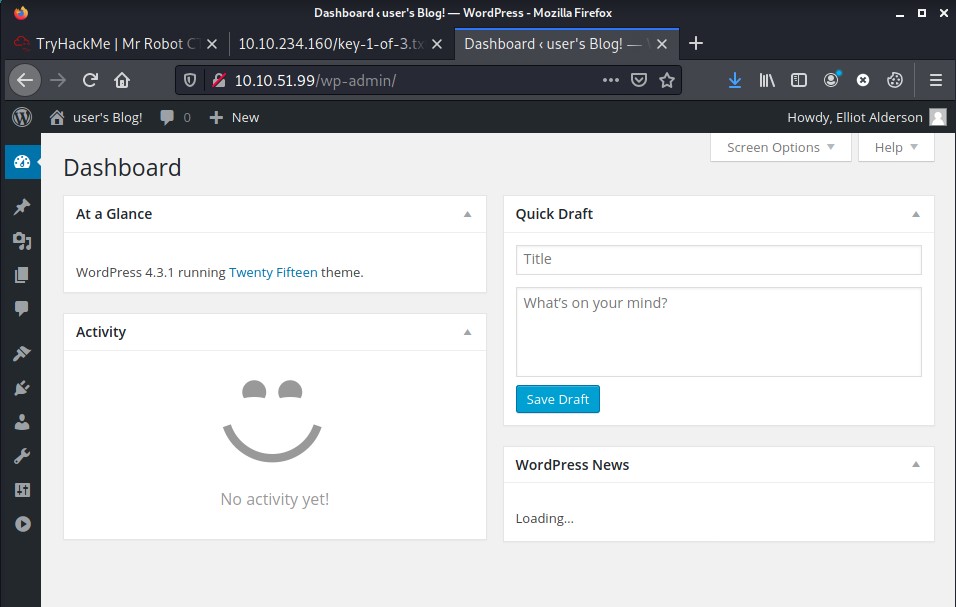 Dashboard ‹ user's Blog! — WordPress - Mozilla Firefox
TryHackMe | Mr Robot C
10.10.234.160/key-1-of-3.tx
Dashboard ‹ user's Blog! —
10.10.51.99/wp-admin/
user's Blog! 0 New Howdy, Elliot Alderson
Screen Options Help
Dashboard
At a Glance
WordPress 4.3.1 running Twenty Fifteen theme.
Activity
No activity yet!
Quick Draft
Title
What's on your mind?
Save Draft
WordPress News
Loading...